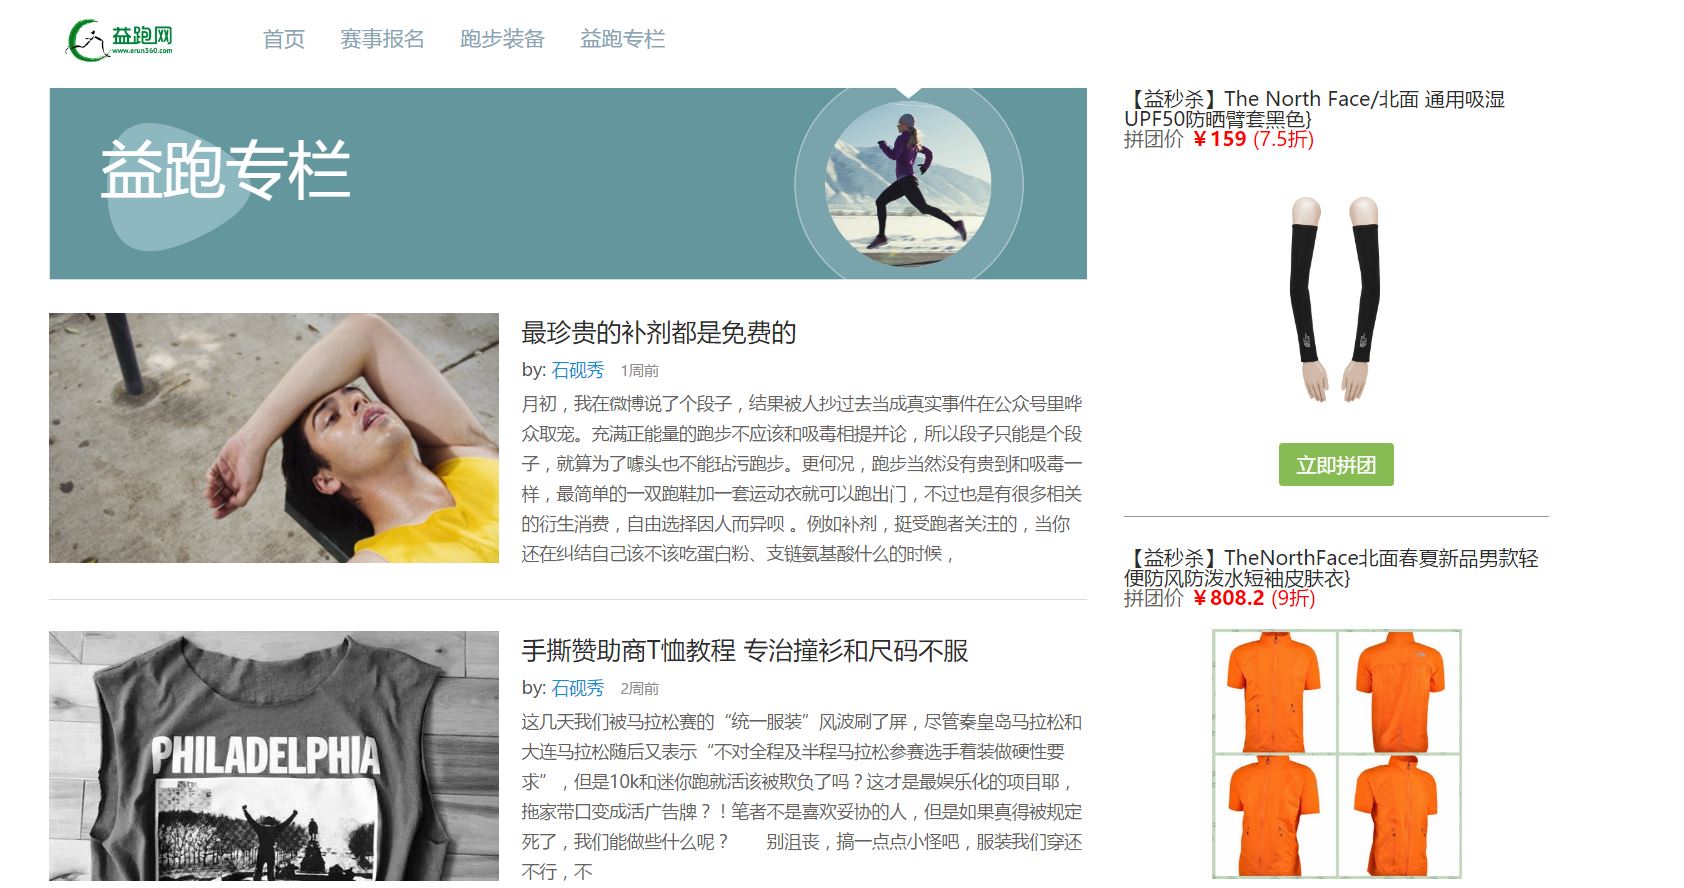 益跑网
www.erun360.com
首页 赛事报名 跑步装备 益跑专栏
益跑专栏
最珍贵的补剂都是免费的
by: 石砚秀 1周前
月初，我在微博说了个段子，结果被人抄过去当成真实事件在公众号里哗
众取宠。充满正能量的跑步不应该和吸毒相提并论，所以段子只能是个段
子，就算为了噱头也不能玷污跑步。更何况，跑步当然没有贵到和吸毒一
样，最简单的一双跑鞋加一套运动衣就可以跑出门，不过也是有很多相关
的衍生消费，自由选择因人而异呗 。例如补剂，挺受跑者关注的，当你
还在纠结自己该不该吃蛋白粉、支链氨基酸什么的时候，
手撕赞助商T恤教程 专治撞衫和尺码不服
by: 石砚秀 2周前
这几天我们被马拉松赛的“统一服装”风波刷了屏，尽管秦皇岛马拉松和
大连马拉松随后又表示“不对全程及半程马拉松参赛选手着装做硬性要
求”，但是10k和迷你跑就活该被欺负了吗？这才是最娱乐化的项目耶，
拖家带口变成活广告牌？！笔者不是喜欢妥协的人，但是如果真得被规定
死了，我们能做些什么呢？　　别沮丧，搞一点点小怪吧，服装我们穿还
不行，不
PHILADELPHIA
【益秒杀】The North Face/北面 通用吸湿
UPF50防晒臂套黑色}
拼团价 ￥159 (7.5折)
立即拼团
【益秒杀】TheNorthFace北面春夏新品男款轻
便防风防泼水短袖皮肤衣}
拼团价 ￥808.2 (9折)